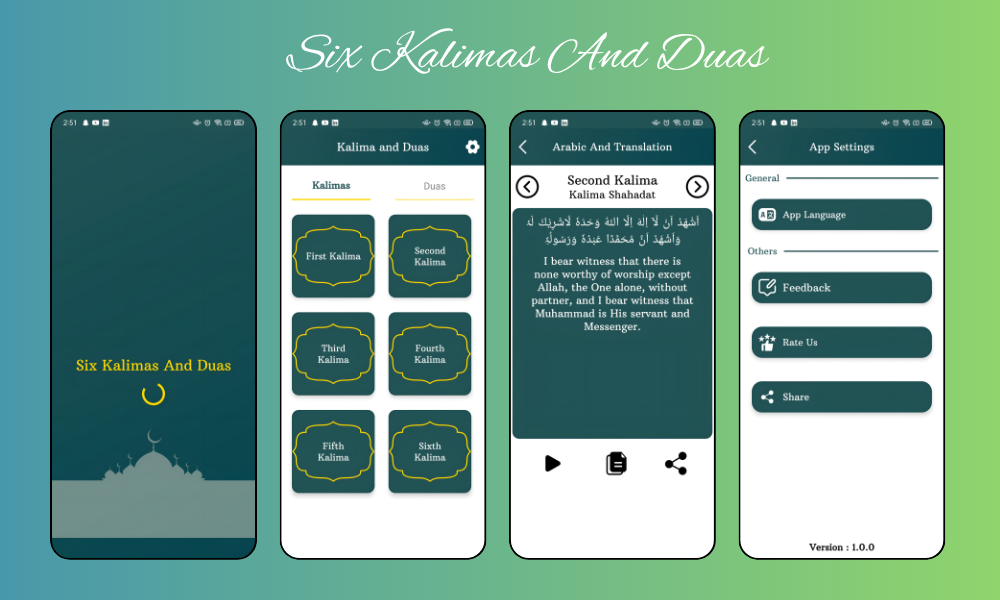 Six Kalimas And Duas
2:51
Six Kalimas And Duas
2:51
Kalima and Duas
Kalimas
Duas
First Kalima
Second
Kalima
Third
Kalima
Fourth
Kalima
Fifth
Kalima
Sixth
Kalima
2:51
Arabic And Translation
Second Kalima
Kalima Shahadat
اَشْهَدُ اَنْ لَّآ اِلٰهَ اِلَّا اللهُ وَحْدَهٗ لَاشَرِيْكَ لَهٗ
وَاَشْهَدُ اَنَّ مُحَمَّدًا عَبْدُهٗ وَرَسُولُهٗ
I bear witness that there is
none worthy of worship except
Allah, the One alone, without
partner, and I bear witness that
Muhammad is His servant and
Messenger.
2:51
App Settings
General
App Language
Others
Feedback
Rate Us
Share
Version : 1.0.0